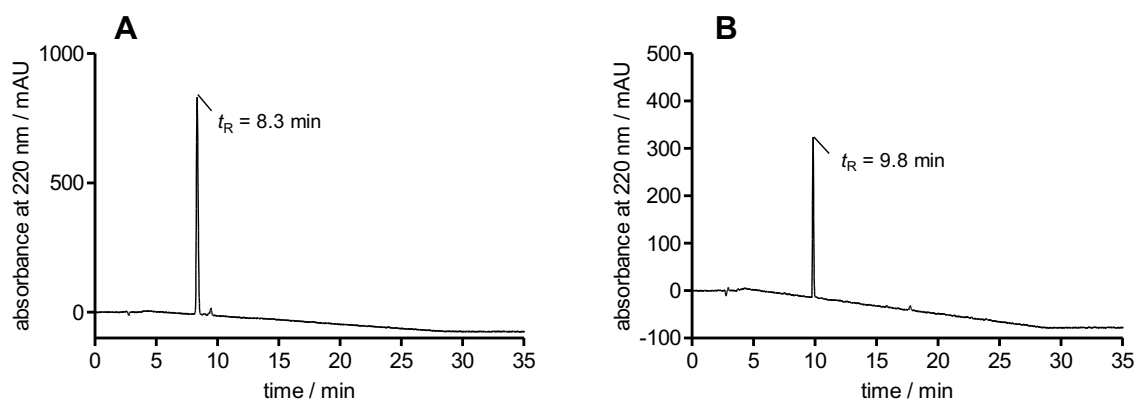 A
absorbance at 220 nm / mAU
1000
500
0
t_R = 8.3 min
0 5 10 15 20 25 30 35
time / min
B
absorbance at 220 nm / mAU
500
400
300
200
100
0
-100
t_R = 9.8 min
0 5 10 15 20 25 30 35
time / min